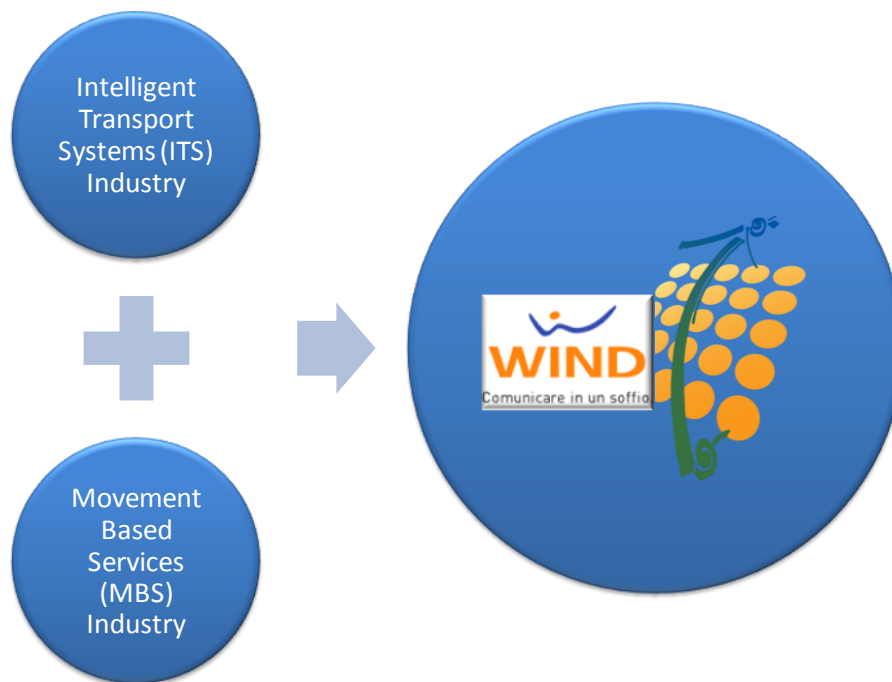 Intelligent
Transport
Systems (ITS)
Industry
Movement
Based
Services
(MBS)
Industry
WIND
Comunicare in un soffio